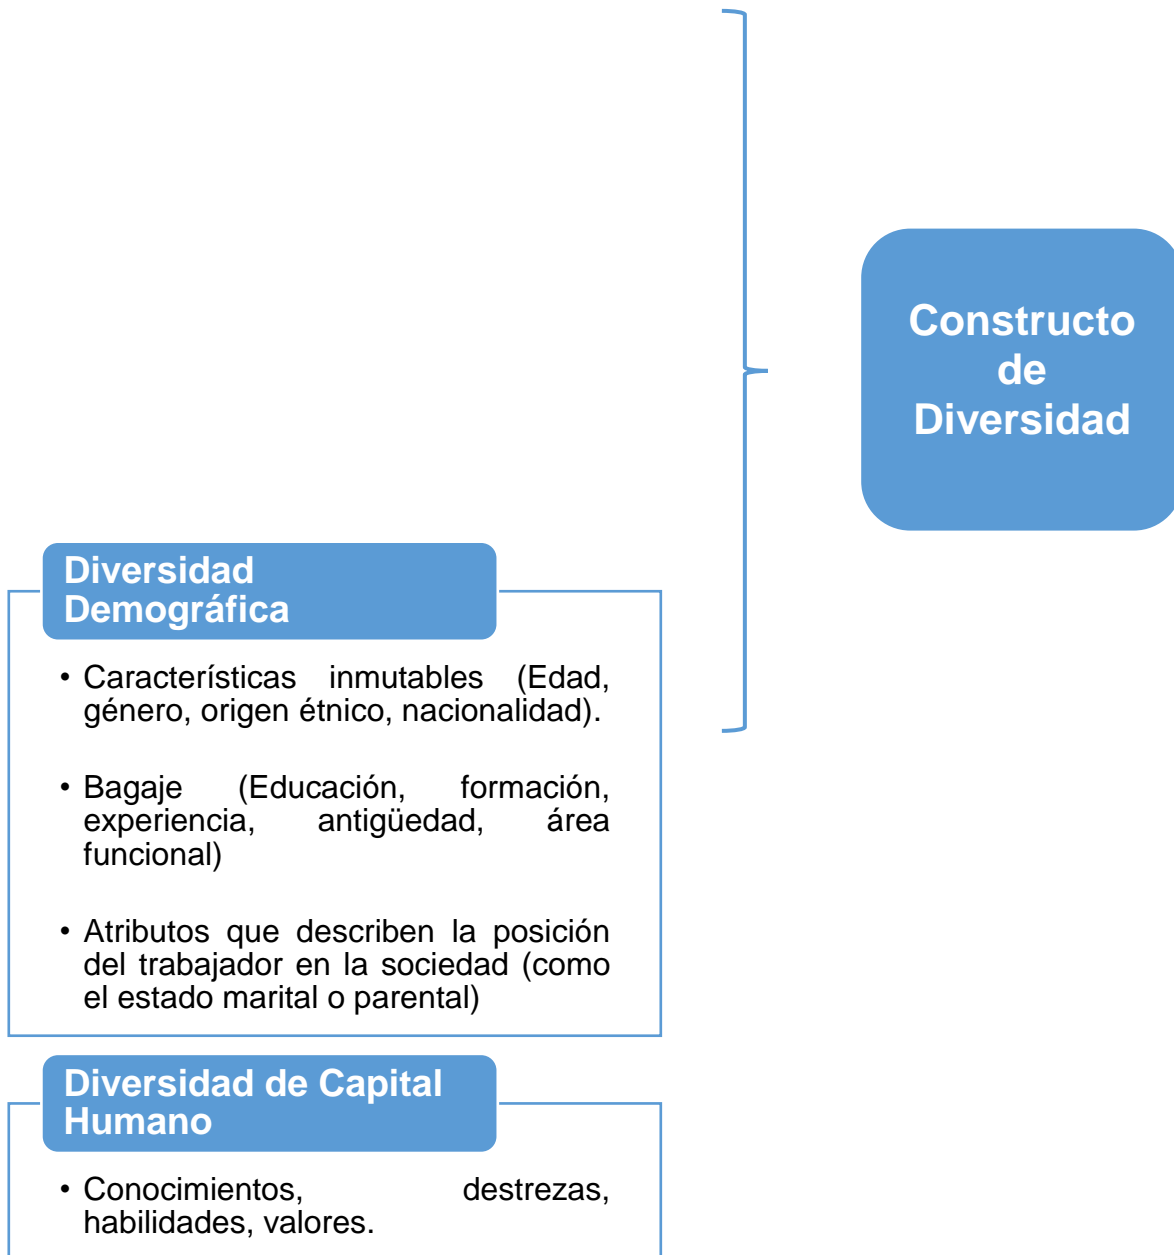 Constructo
de
Diversidad
Diversidad
Demográfica
• Características inmutables (Edad,
género, origen étnico, nacionalidad).
• Bagaje (Educación, formación,
experiencia, antigüedad, área
funcional)
• Atributos que describen la posición
del trabajador en la sociedad (como
el estado marital o parental)
Diversidad de Capital
Humano
• Conocimientos, destrezas,
habilidades, valores.